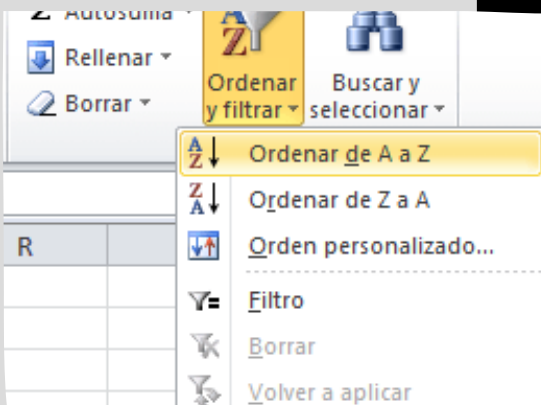 Autosuma
Rellenar
Borrar
Ordenar y filtrar
Buscar y seleccionar
Ordenar de A a Z
Ordenar de Z a A
Orden personalizado...
R
Filtro
Borrar
Volver a aplicar